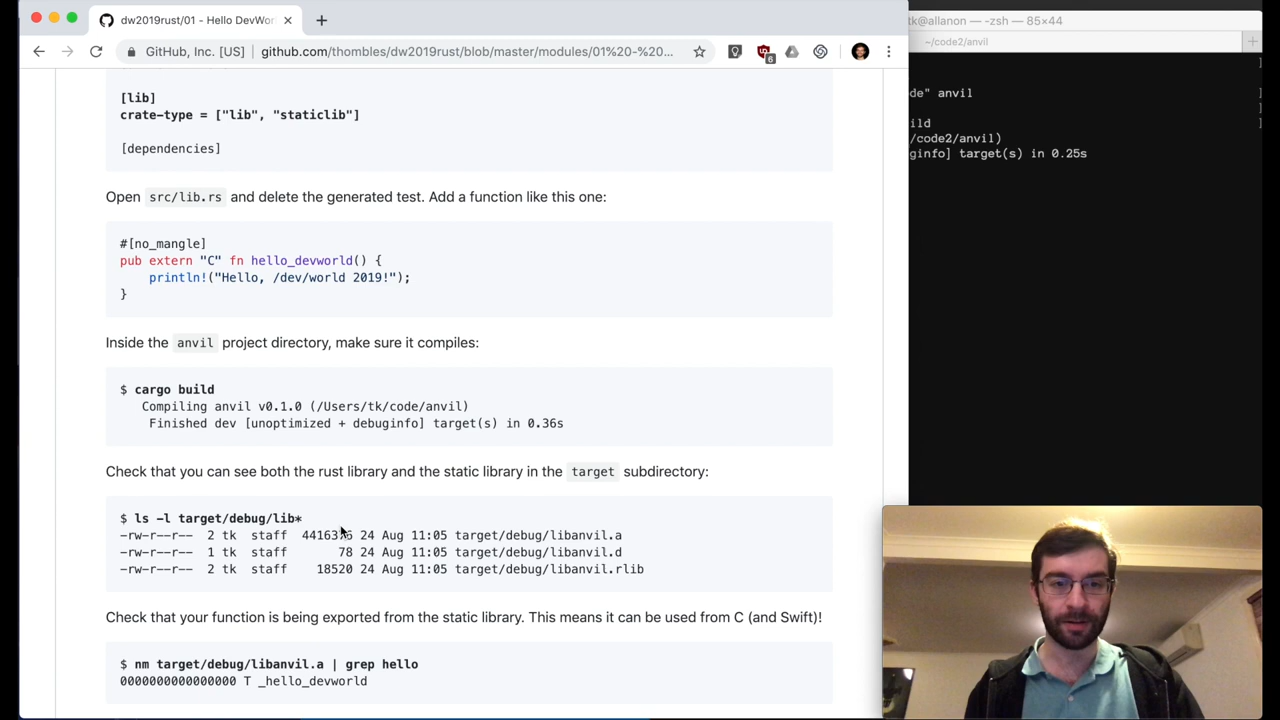 dw2019rust/01 - Hello DevWor
GitHub, Inc. [US]
github.com/thombles/dw2019rust/blob/master/modules/01%20-%20...
6
[lib]
crate-type = ["lib", "staticlib"]
[dependencies]
Open src/lib.rs and delete the generated test. Add a function like this one:
#[no_mangle]
pub extern "C" fn hello_devworld() {
println!("Hello, /dev/world 2019!");
}
Inside the anvil project directory, make sure it compiles:
$ cargo build
Compiling anvil v0.1.0 (/Users/tk/code/anvil)
Finished dev [unoptimized + debuginfo] target(s) in 0.36s
Check that you can see both the rust library and the static library in the target subdirectory:
$ ls -l target/debug/lib*
-rw-r--r-- 2 tk staff 24 Aug 11:05 target/debug/libanvil.a
-rw-r--r-- 1 tk staff 78 24 Aug 11:05 target/debug/libanvil.d
-rw-r--r-- 2 tk staff 18520 24 Aug 11:05 target/debug/libanvil.rlib
Check that your function is being exported from the static library. This means it can be used from C (and Swift)!
$ nm target/debug/libanvil.a | grep hello
0000000000000000 T _hello_devworld
tk@allanon — -zsh — 85×44
~/code2/anvil
]
de" anvil ]
]
ild ]
/code2/anvil)
ginfo] target(s) in 0.25s